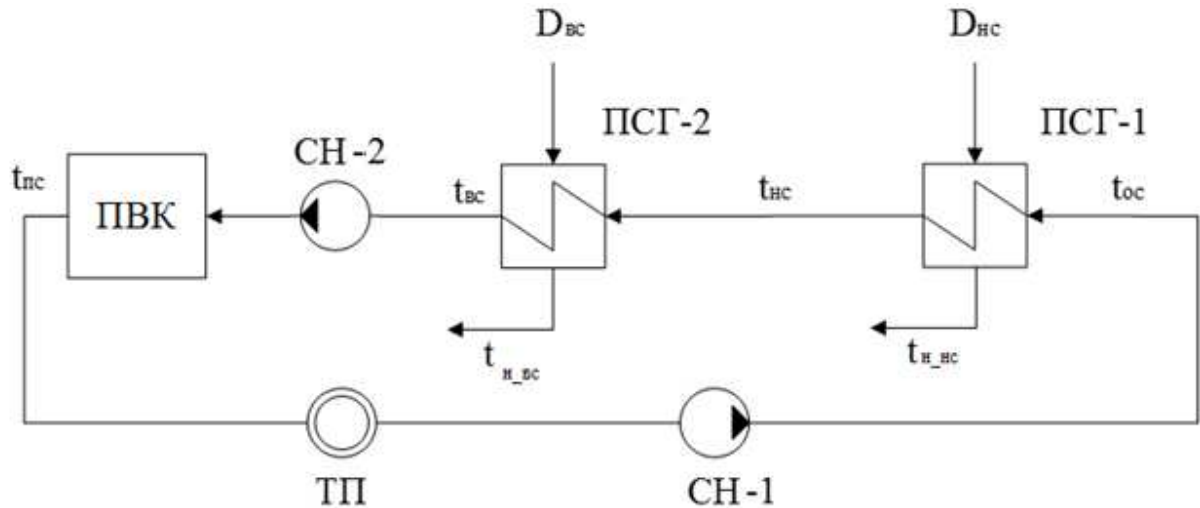 Dвс
Dнс
ПСГ-2
ПСГ-1
СН-2
tпс
tвс
tнс
tос
ПВК
tн_вс
tн_нс
ТП
СН-1